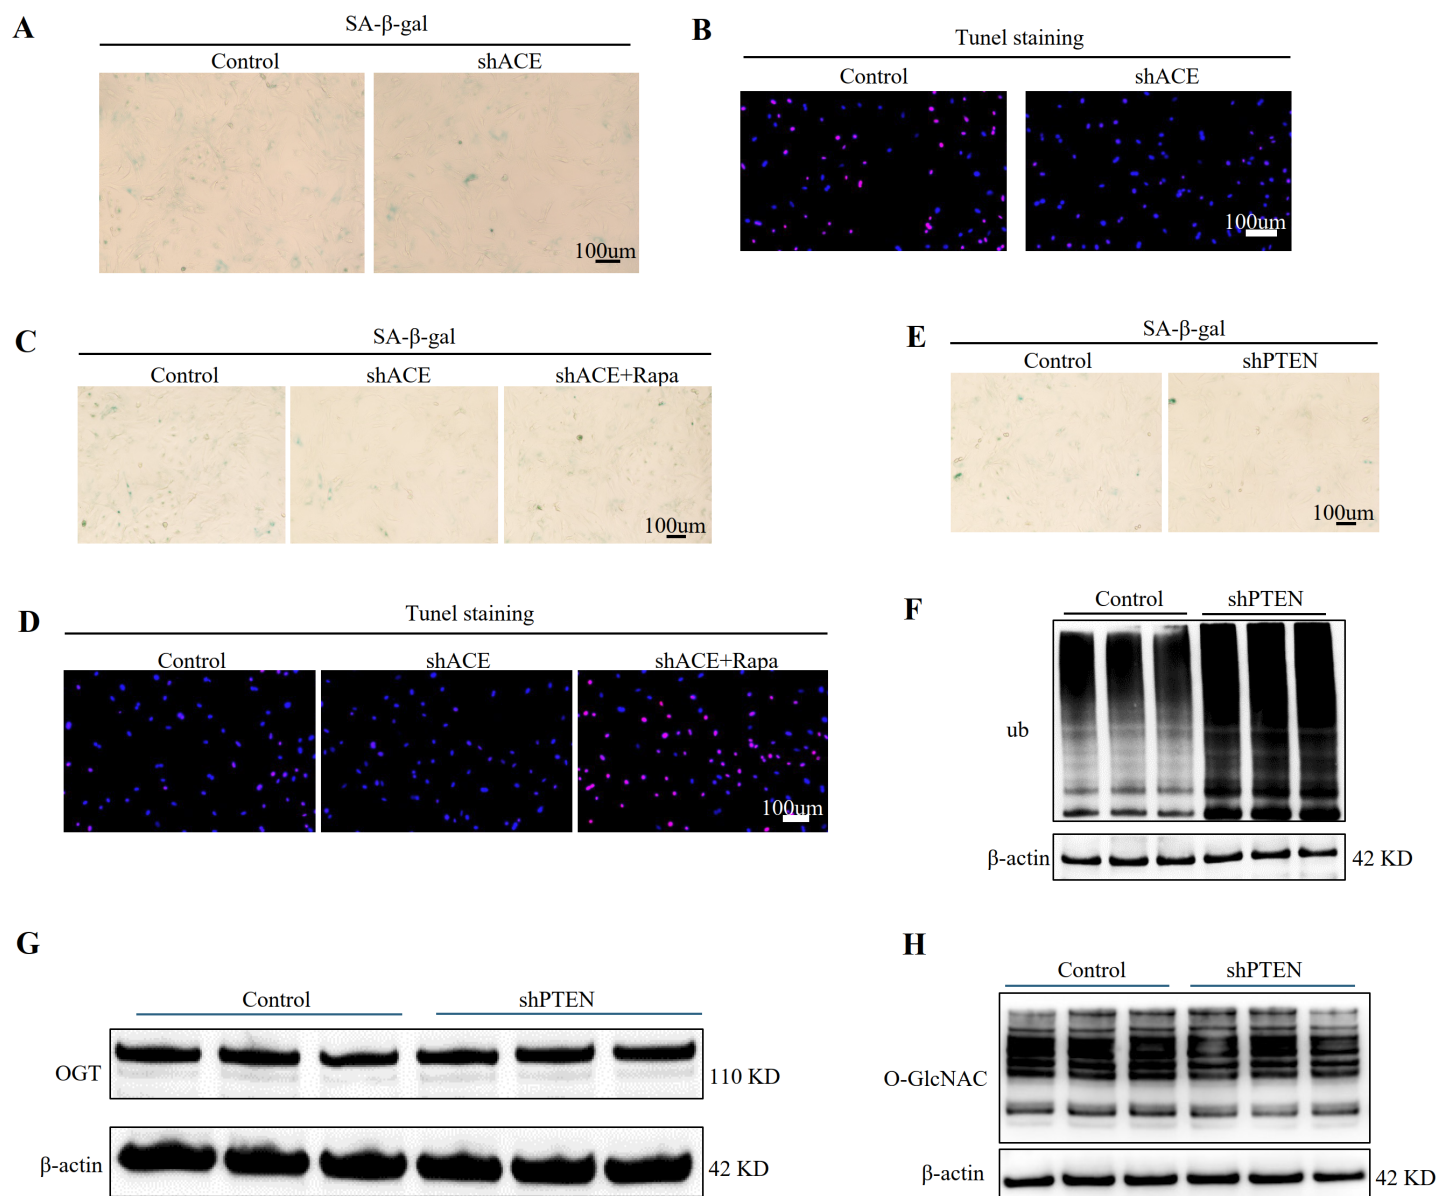 A
SA-β-gal
Control shACE
100um
B
Tunel staining
Control shACE
100um
C
SA-β-gal
Control shACE shACE+Rapa
100um
E
SA-β-gal
Control shPTEN
100um
D
Tunel staining
Control shACE shACE+Rapa
100um
F
Control shPTEN
ub
β-actin 42 KD
G
Control shPTEN
OGT 110 KD
β-actin 42 KD
H
Control shPTEN
O-GlcNAC
β-actin 42 KD